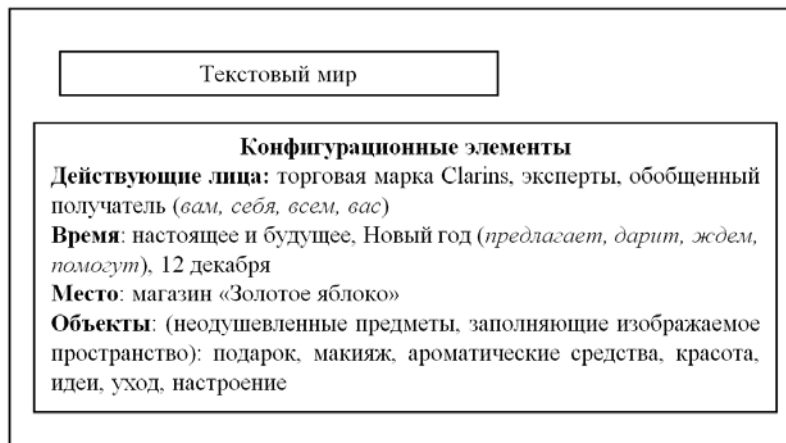 Текстовый мир
Конфигурационные элементы
Действующие лица: торговая марка Clarins, эксперты, обобщенный
получатель (вам, себя, всем, вас)
Время: настоящее и будущее, Новый год (предлагает, дарит, ждем,
помогут), 12 декабря
Место: магазин «Золотое яблоко»
Объекты: (неодушевленные предметы, заполняющие изображаемое
пространство): подарок, макияж, ароматические средства, красота,
идеи, уход, настроение